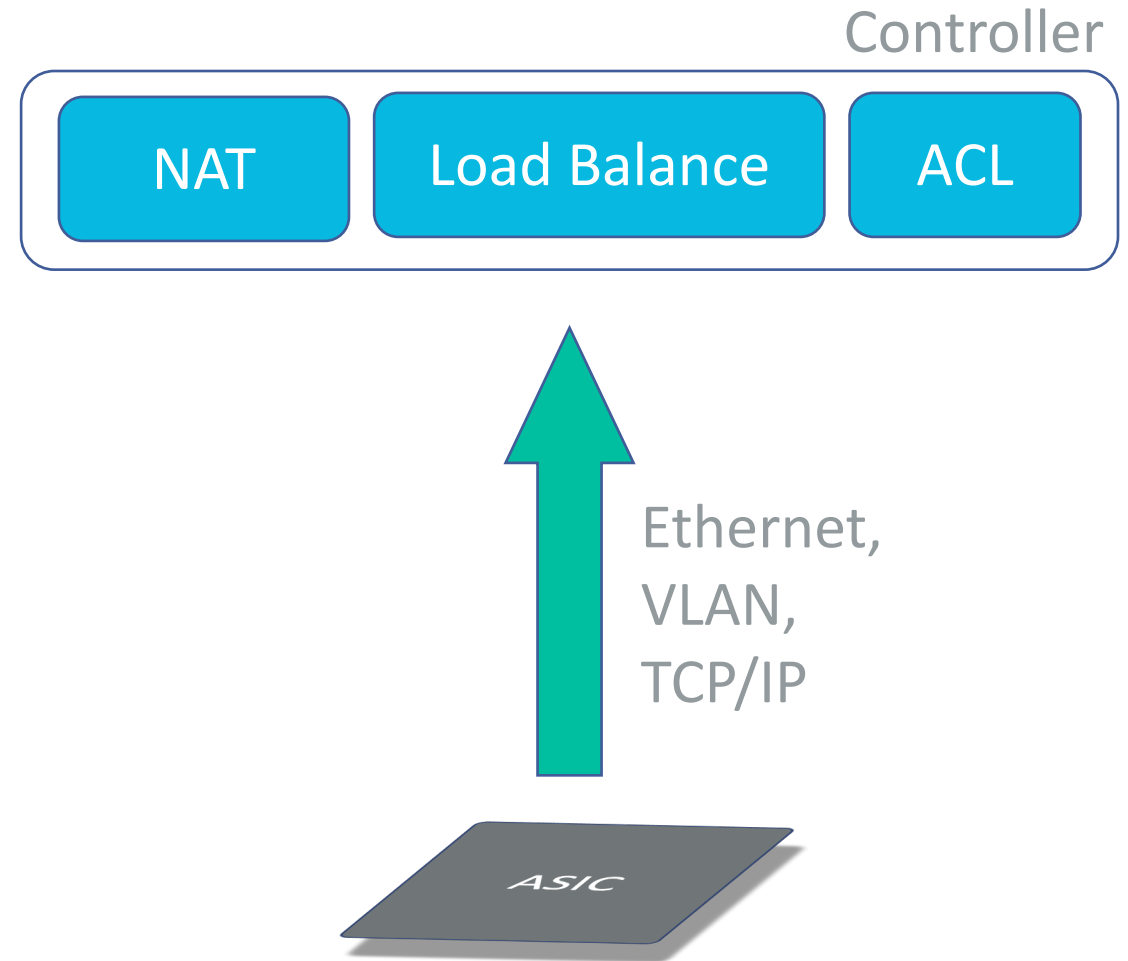 Controller
NAT
Load Balance
ACL
Ethernet,
VLAN,
TCP/IP
ASIC